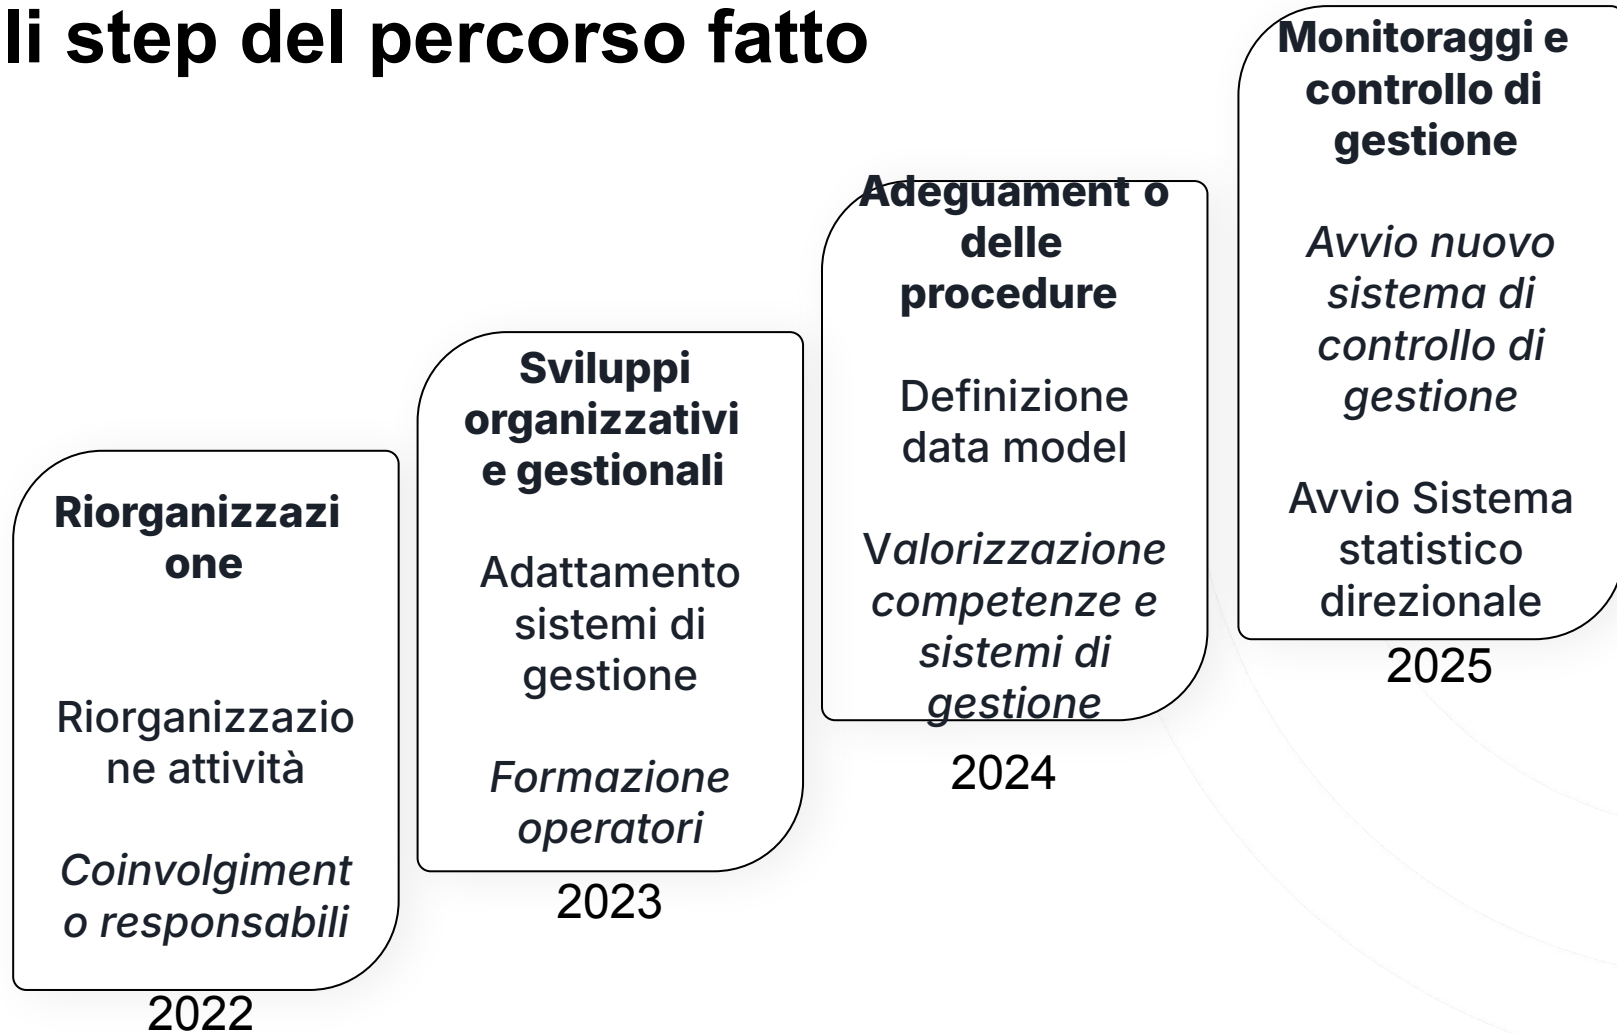 li step del percorso fatto
Riorganizzazi
one
Riorganizzazio
ne attività
Coinvolgiment
o responsabili
2022
Sviluppi
organizzativi
e gestionali
Adattamento
sistemi di
gestione
Formazione
operatori
2023
Adeguament o
delle
procedure
Definizione
data model
Valorizzazione
competenze e
sistemi di
gestione
2024
Monitoraggi e
controllo di
gestione
Avvio nuovo
sistema di
controllo di
gestione
Avvio Sistema
statistico
direzionale
2025